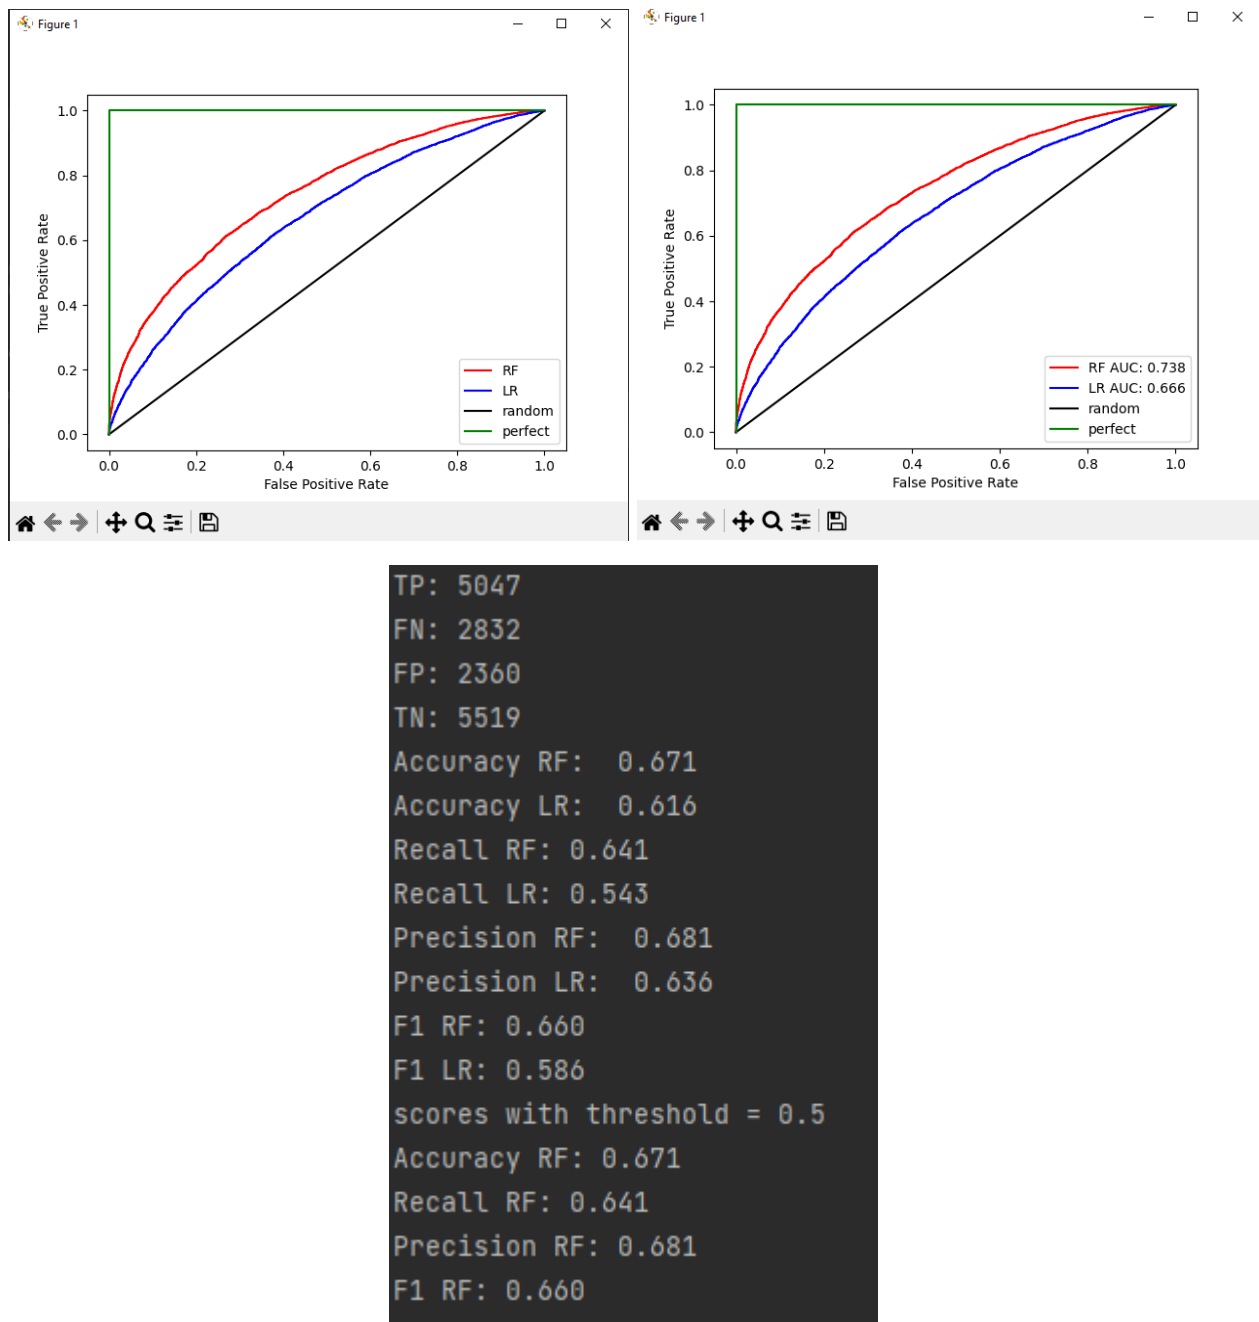 Figure 1
1.0
0.8
0.6
0.4
0.2
0.0
True Positive Rate
RF
LR
random
perfect
0.0 0.2 0.4 0.6 0.8 1.0
False Positive Rate
Figure 1
1.0
0.8
0.6
0.4
0.2
0.0
True Positive Rate
RF AUC: 0.738
LR AUC: 0.666
random
perfect
0.0 0.2 0.4 0.6 0.8 1.0
False Positive Rate
TP: 5047
FN: 2832
FP: 2360
TN: 5519
Accuracy RF:  0.671
Accuracy LR:  0.616
Recall RF: 0.641
Recall LR: 0.543
Precision RF:  0.681
Precision LR:  0.636
F1 RF: 0.660
F1 LR: 0.586
scores with threshold = 0.5
Accuracy RF: 0.671
Recall RF: 0.641
Precision RF: 0.681
F1 RF: 0.660